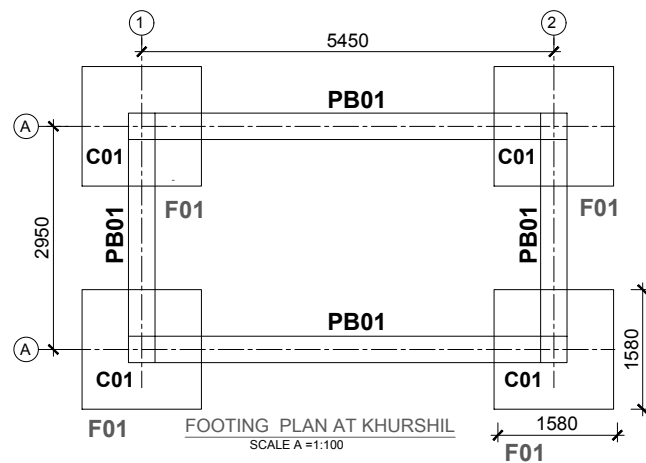 1
2
5450
PB01
A
C01
C01
F01
F01
2950
PB01
PB01
PB01
A
C01
C01
1580
F01
FOOTING PLAN AT KHURSHIL
SCALE A =1:100
1580
F01